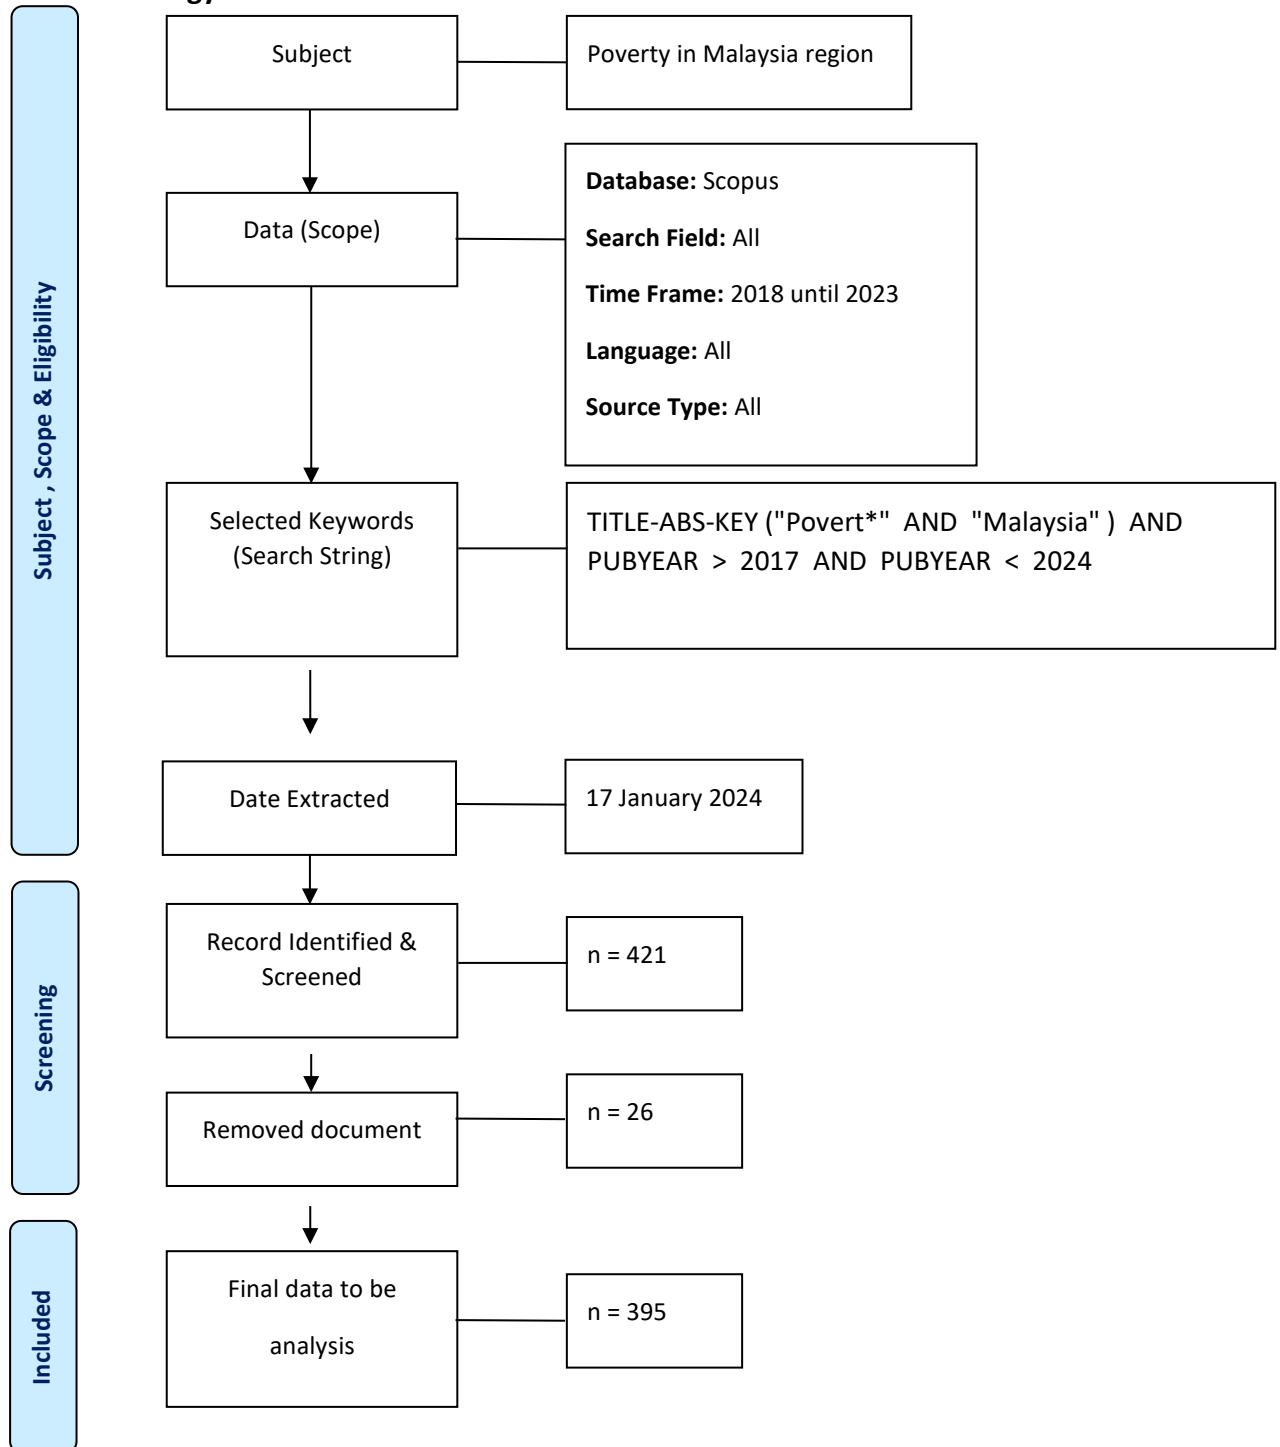 Subject
Poverty in Malaysia region
Data (Scope)
Database: Scopus
Search Field: All
Time Frame: 2018 until 2023
Language: All
Source Type: All
Subject , Scope & Eligibility
Selected Keywords
(Search String)
TITLE-ABS-KEY ("Povert*" AND "Malaysia" ) AND
PUBYEAR > 2017 AND PUBYEAR < 2024
Date Extracted
17 January 2024
Record Identified &
Screened
n = 421
Screening
Removed document
n = 26
Final data to be
analysis
n = 395
Included